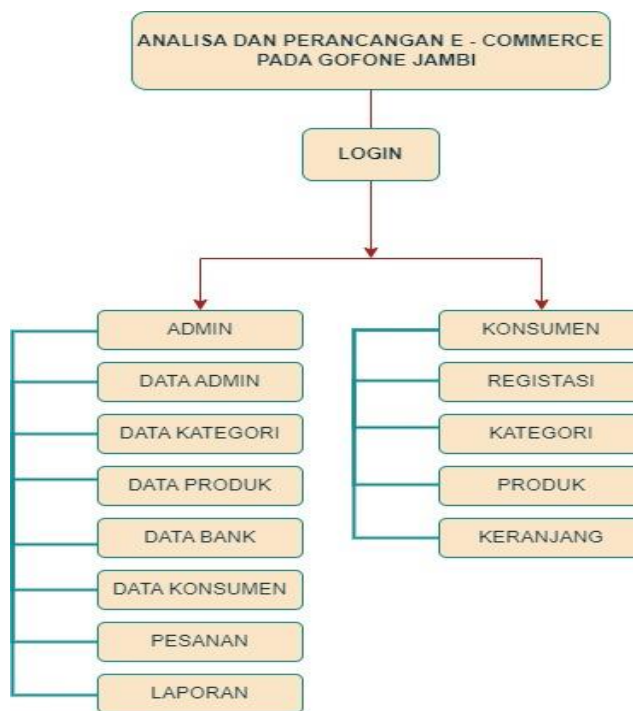 ANALISA DAN PERANCANGAN E - COMMERCE
PADA GOFONE JAMBI
LOGIN
ADMIN
DATA ADMIN
DATA KATEGORI
DATA PRODUK
DATA BANK
DATA KONSUMEN
PESANAN
LAPORAN
KONSUMEN
REGISTASI
KATEGORI
PRODUK
KERANJANG